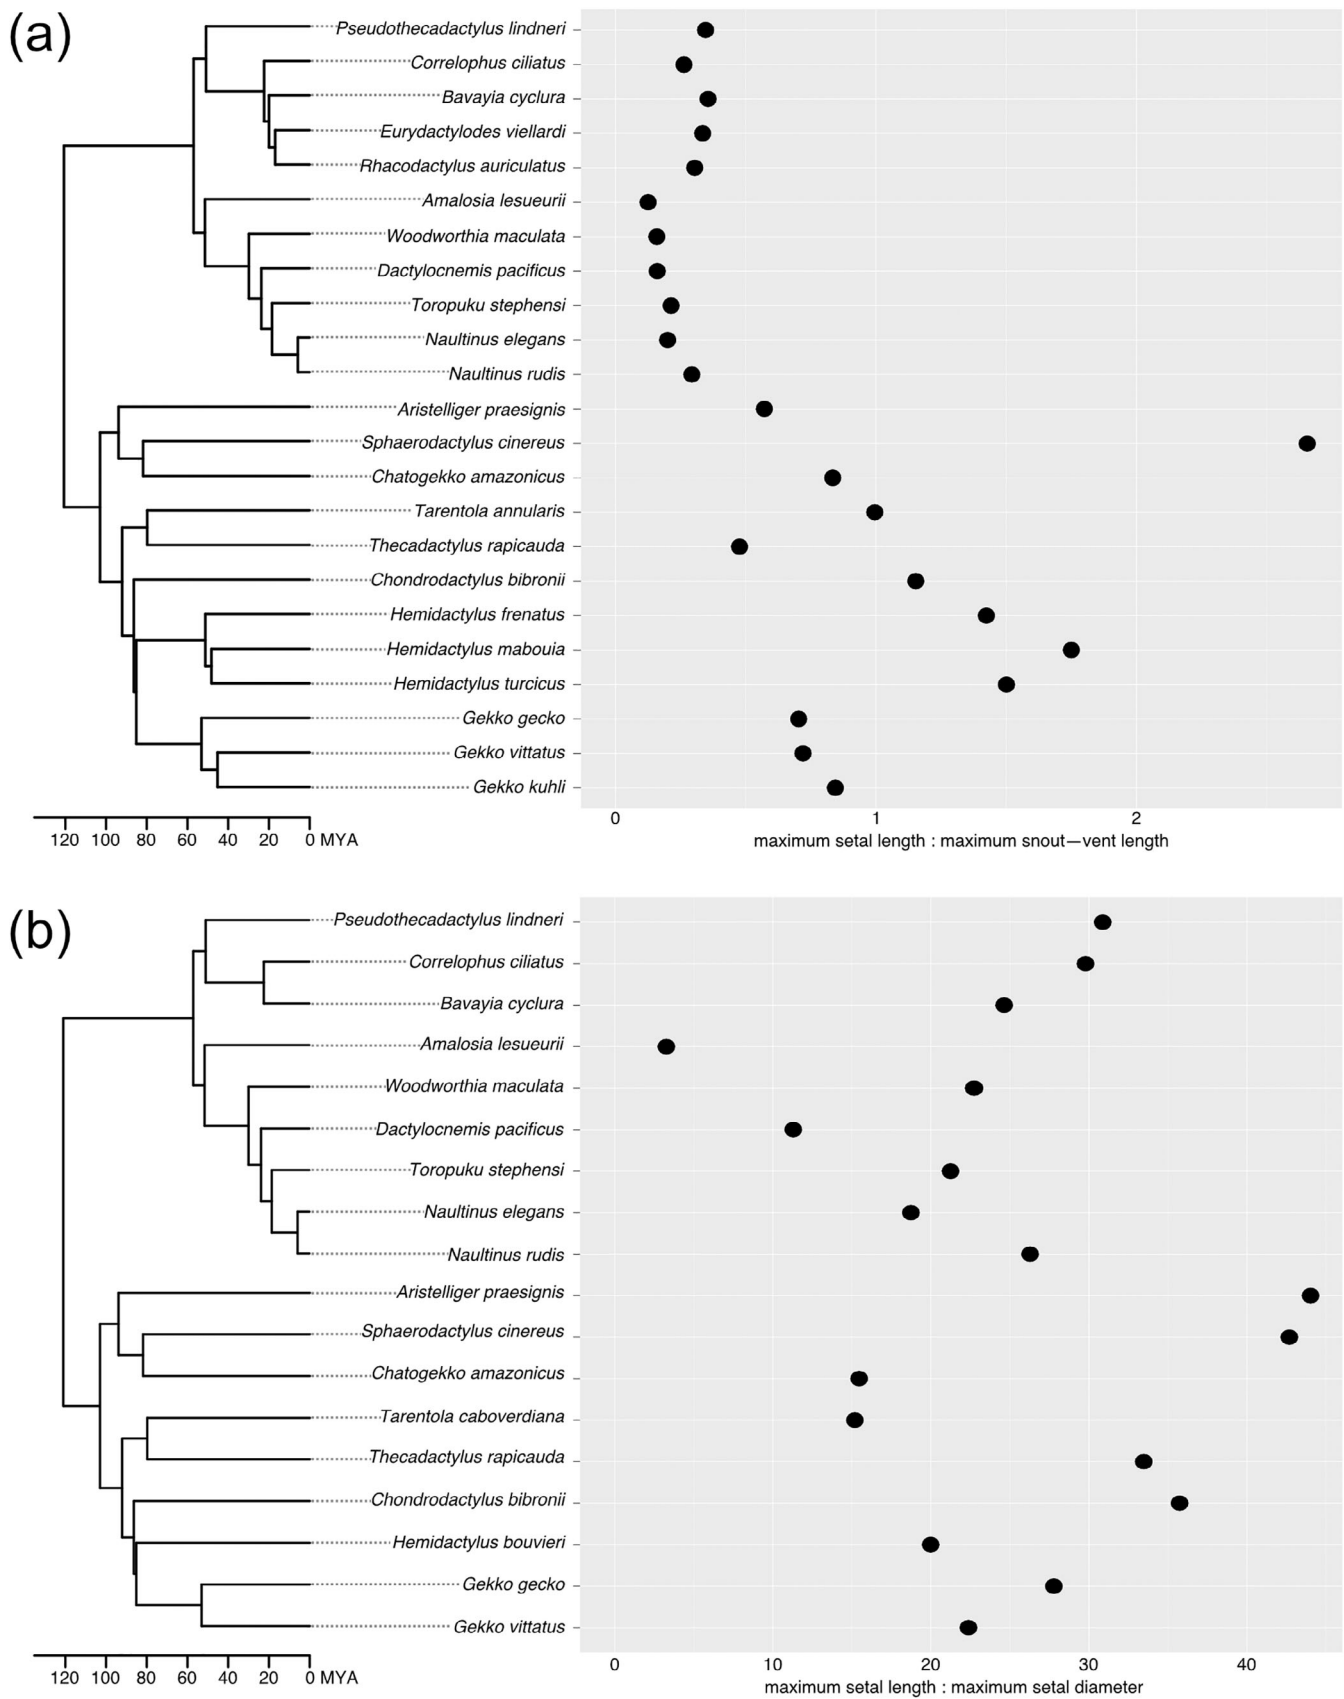 (a)
Pseudothecadactylus lindneri
Correlophus ciliatus
Bavayia cyclura
Eurydactylodes viellardi
Rhacodactylus auriculatus
Amalosia lesueurii
Woodworthia maculata
Dactylocnemis pacificus
Toropuku stephensi
Naultinus elegans
Naultinus rudis
Aristelliger praesignis
Sphaerodactylus cinereus
Chatogekko amazonicus
Tarentola annularis
Thecadactylus rapicauda
Chondrodactylus bibronii
Hemidactylus frenatus
Hemidactylus mabouia
Hemidactylus turcicus
Gekko gecko
Gekko vittatus
Gekko kuhli
120 100 80 60 40 20 0 MYA
0 1 2
maximum setal length : maximum snout—vent length
(b)
Pseudothecadactylus lindneri
Correlophus ciliatus
Bavayia cyclura
Amalosia lesueurii
Woodworthia maculata
Dactylocnemis pacificus
Toropuku stephensi
Naultinus elegans
Naultinus rudis
Aristelliger praesignis
Sphaerodactylus cinereus
Chatogekko amazonicus
Tarentola caboverdiana
Thecadactylus rapicauda
Chondrodactylus bibronii
Hemidactylus bouvieri
Gekko gecko
Gekko vittatus
120 100 80 60 40 20 0 MYA
0 10 20 30 40
maximum setal length : maximum setal diameter